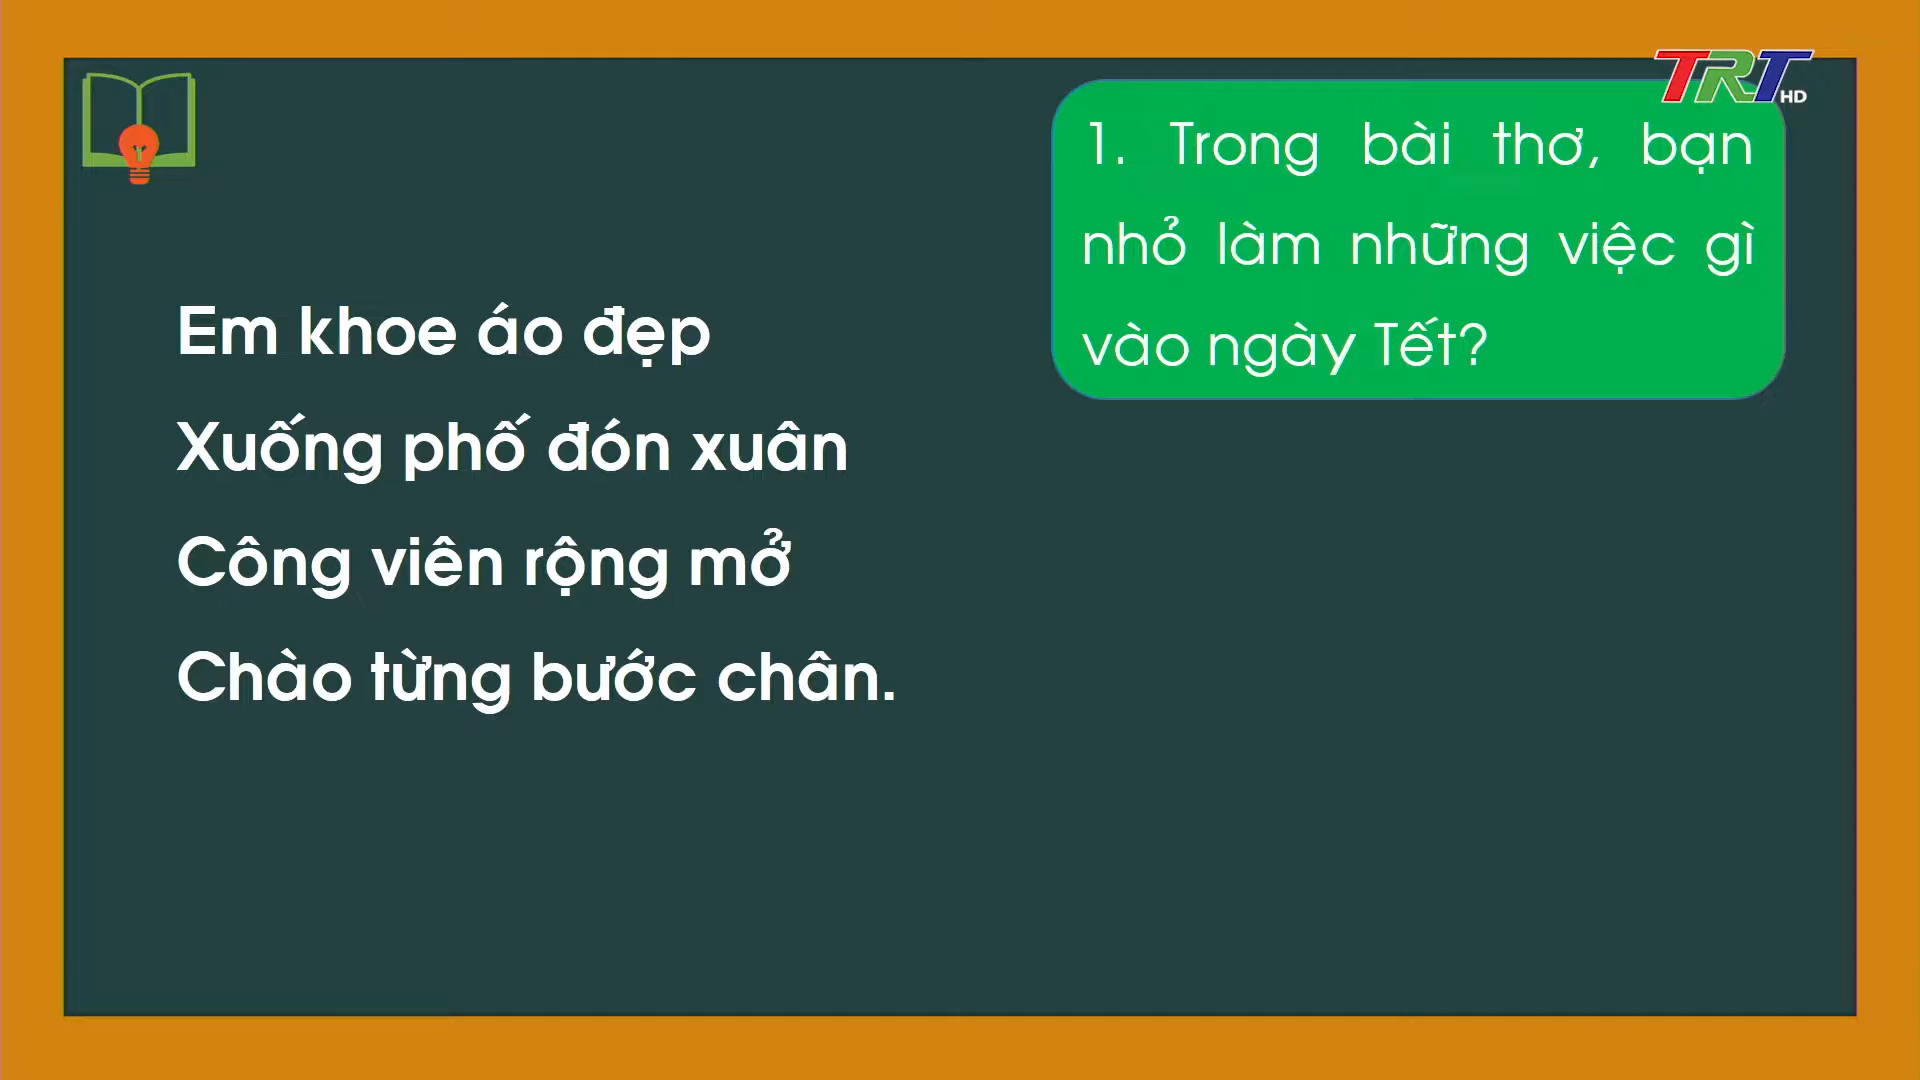 TRT HD
1. Trong bài thơ, bạn
nhỏ làm những việc gì
vào ngày Tết?
Em khoe áo đẹp
Xuống phố đón xuân
Công viên rộng mở
Chào từng bước chân.